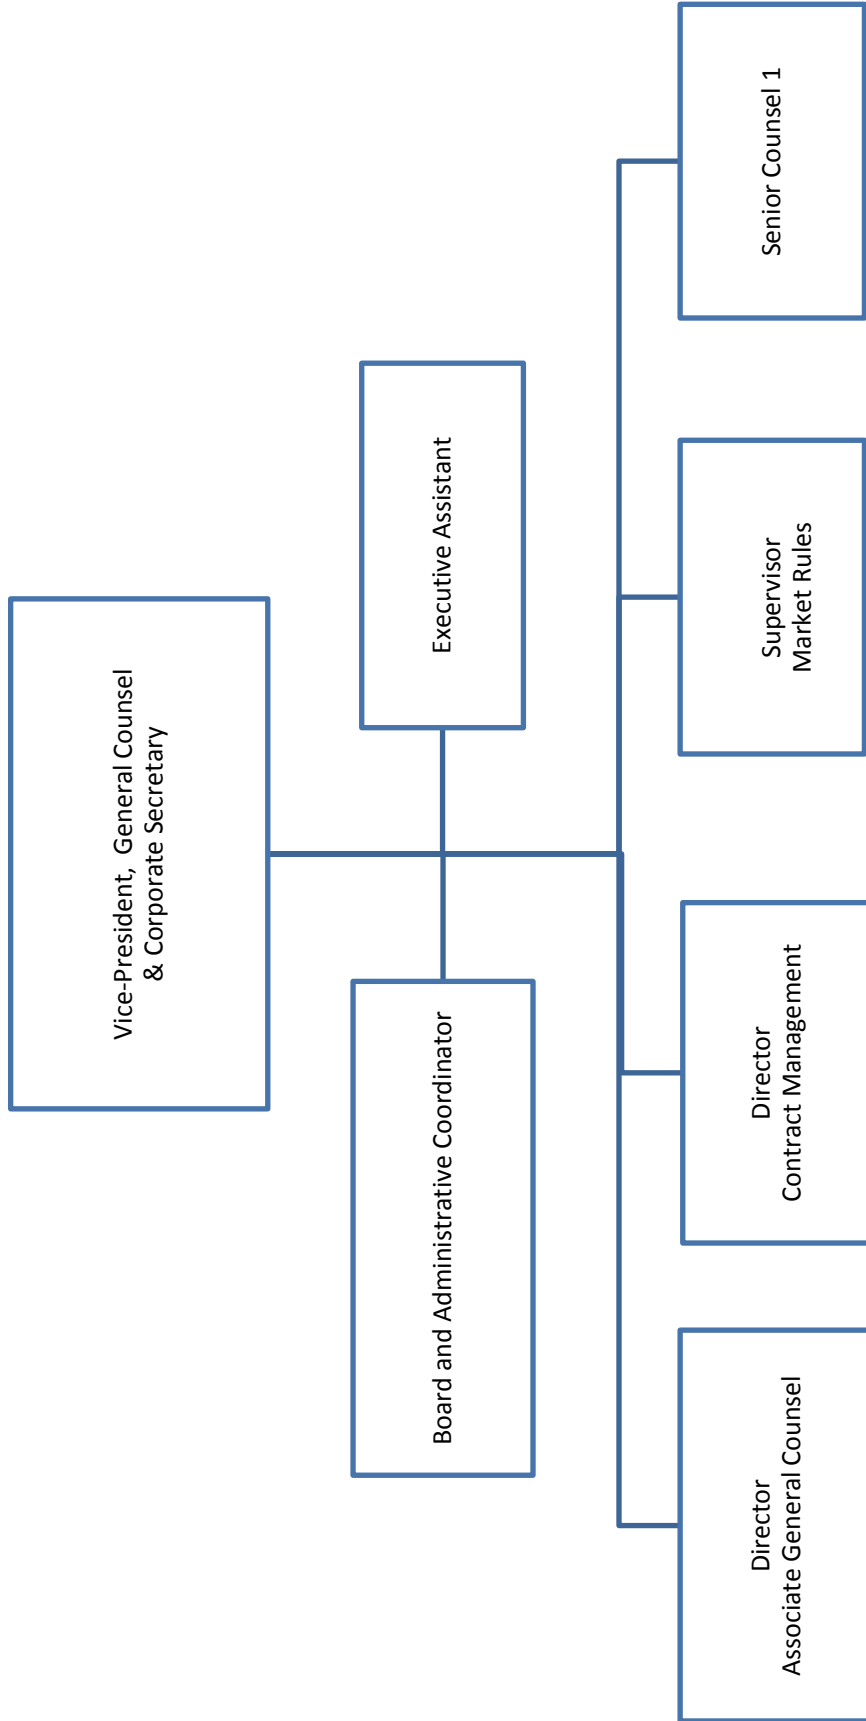 Vice-President, General Counsel
& Corporate Secretary
Board and Administrative Coordinator
Executive Assistant
Director
Associate General Counsel
Director
Contract Management
Supervisor
Market Rules
Senior Counsel 1